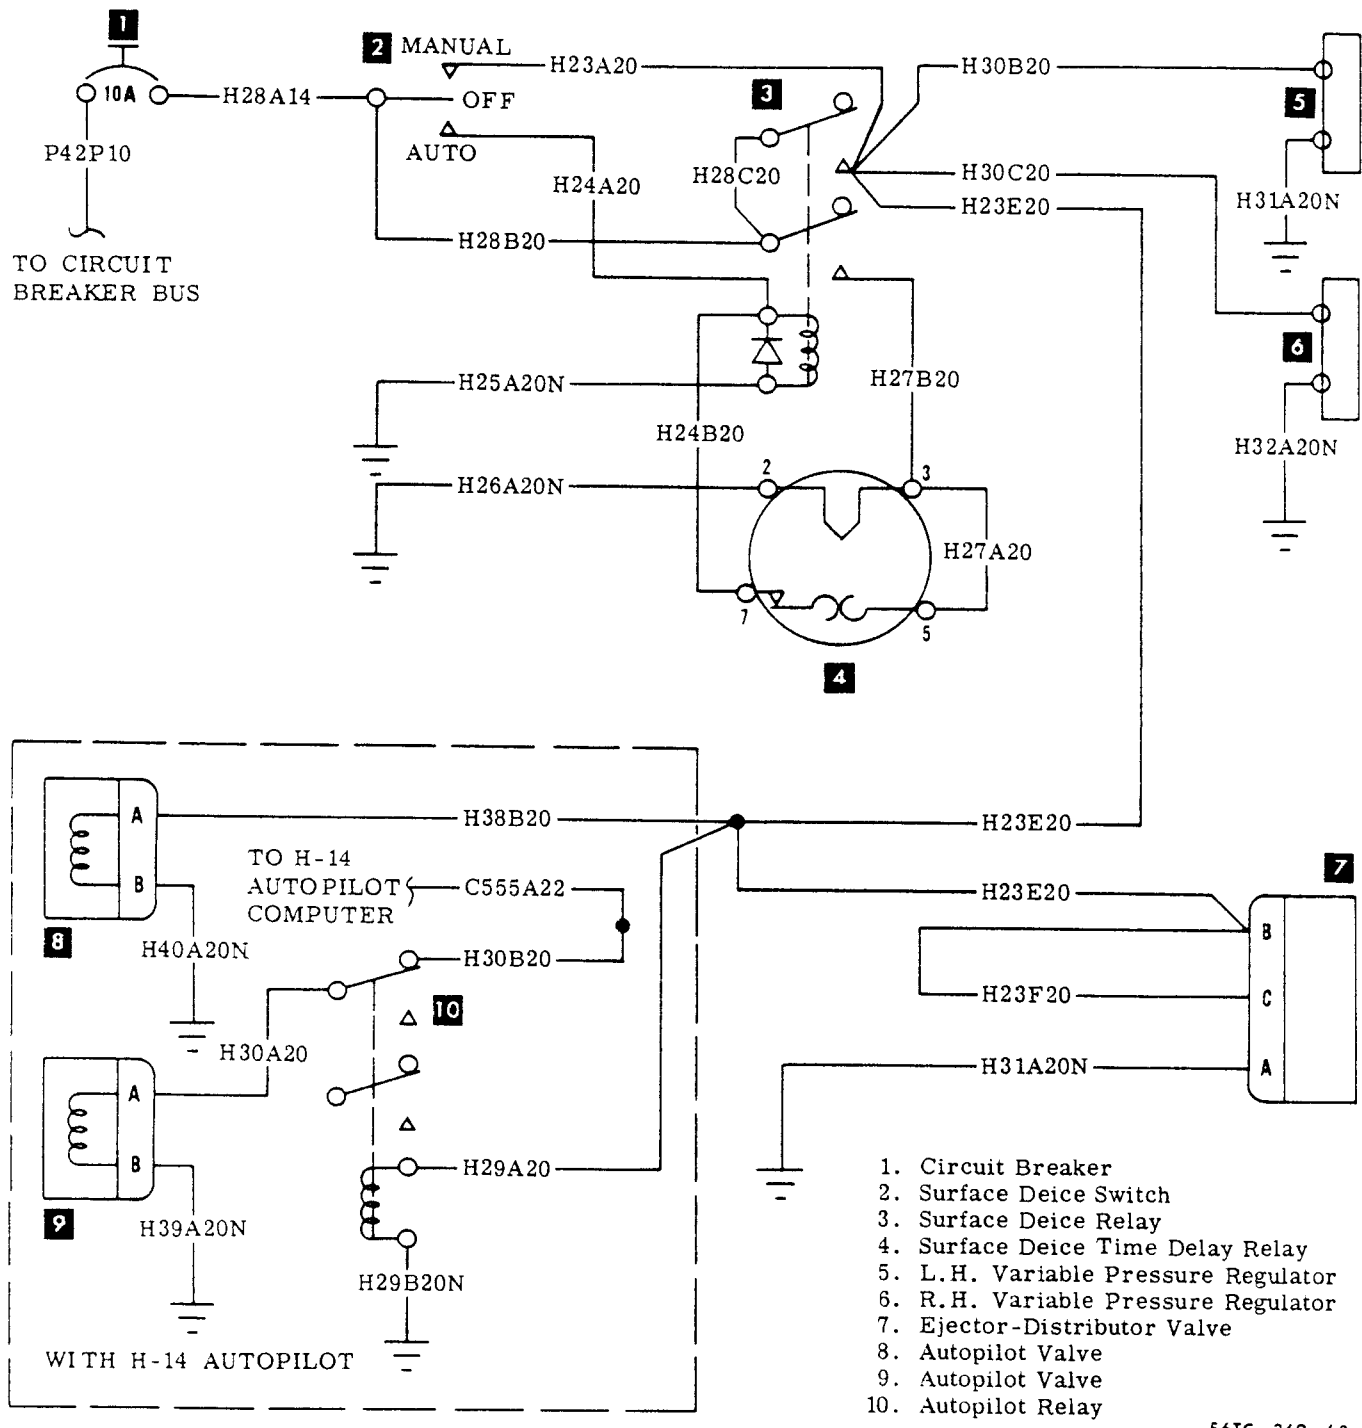 1
2 MANUAL
H23A20
H30B20
10A
H28A14
OFF
3
5
P42P10
AUTO
H24A20
H28C20
H30C20
H23E20
H31A20N
H28B20
TO CIRCUIT
BREAKER BUS
6
H25A20N
H27B20
H24B20
H32A20N
2
3
H26A20N
H27A20
7
5
4
A
H38B20
H23E20
TO H-14
AUTOPILOT
COMPUTER
C555A22
H23E20
7
B
8
H40A20N
H30B20
B
10
H23F20
C
H30A20
H31A20N
A
A
B
H29A20
9
H39A20N
H29B20N
WITH H-14 AUTOPILOT
1. Circuit Breaker
2. Surface Deice Switch
3. Surface Deice Relay
4. Surface Deice Time Delay Relay
5. L.H. Variable Pressure Regulator
6. R.H. Variable Pressure Regulator
7. Ejector-Distributor Valve
8. Autopilot Valve
9. Autopilot Valve
10. Autopilot Relay